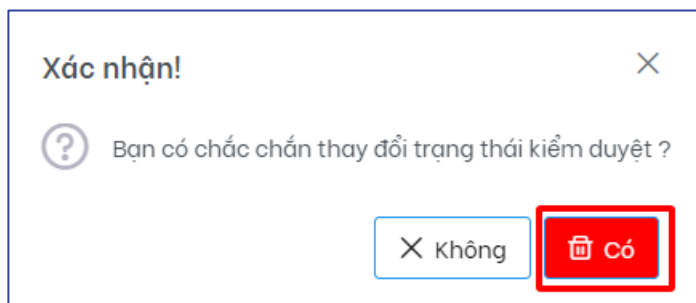 Xác nhận!
Bạn có chắc chắn thay đổi trạng thái kiểm duyệt ?
Không
Có